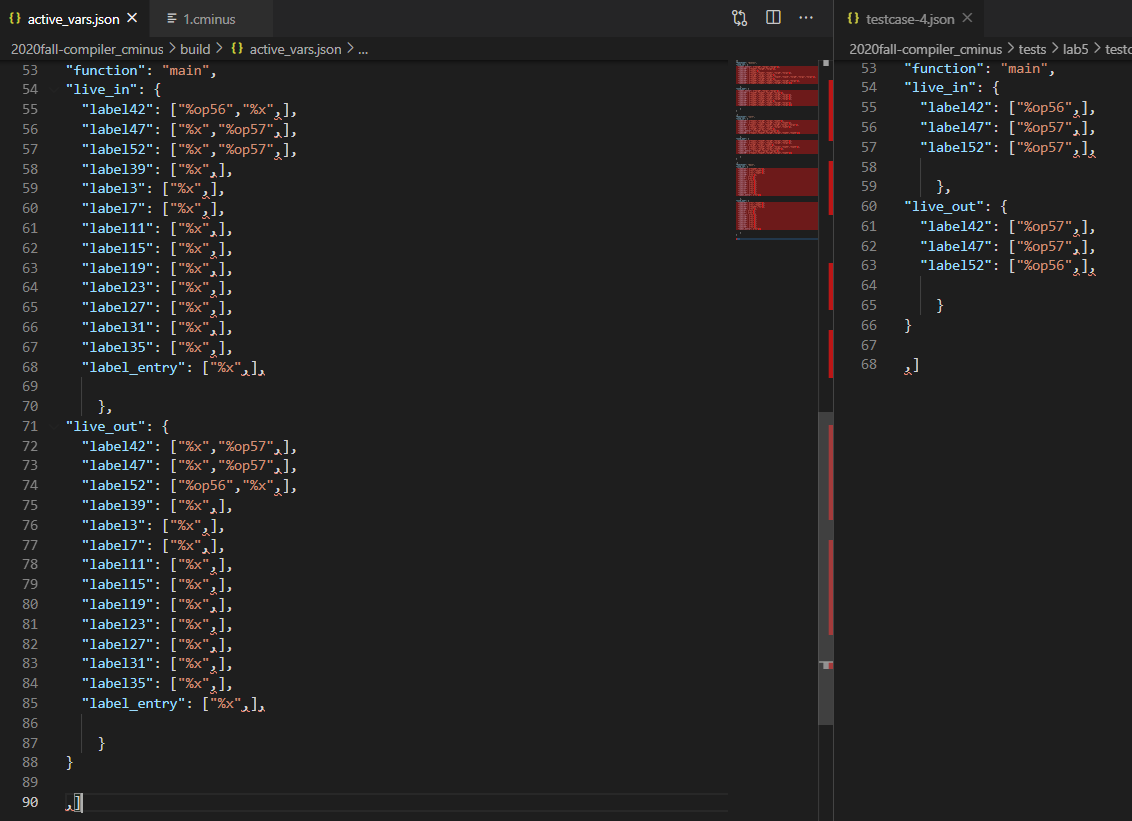 active_vars.json
1.cminus
2020fall-compiler_cminus > build > {} active_vars.json > ...
53 "function": "main",
54 "live_in": {
55 "label42": ["%op56","%x",],
56 "label47": ["%x","%op57",],
57 "label52": ["%x","%op57",],
58 "label39": ["%x",],
59 "label3": ["%x",],
60 "label7": ["%x",],
61 "label11": ["%x",],
62 "label15": ["%x",],
63 "label19": ["%x",],
64 "label23": ["%x",],
65 "label27": ["%x",],
66 "label31": ["%x",],
67 "label35": ["%x",],
68 "label_entry": ["%x",],
69
70 },
71 "live_out": {
72 "label42": ["%x","%op57",],
73 "label47": ["%x","%op57",],
74 "label52": ["%op56","%x",],
75 "label39": ["%x",],
76 "label3": ["%x",],
77 "label7": ["%x",],
78 "label11": ["%x",],
79 "label15": ["%x",],
80 "label19": ["%x",],
81 "label23": ["%x",],
82 "label27": ["%x",],
83 "label31": ["%x",],
84 "label35": ["%x",],
85 "label_entry": ["%x",],
86
87 }
88 }
89
90 ,]
{} testcase-4.json
2020fall-compiler_cminus > tests > lab5 > testc
53 "function": "main",
54 "live_in": {
55 "label42": ["%op56",],
56 "label47": ["%op57",],
57 "label52": ["%op57",],
58
59 },
60 "live_out": {
61 "label42": ["%op57",],
62 "label47": ["%op57",],
63 "label52": ["%op56",],
64
65 }
66 }
67
68 ,]